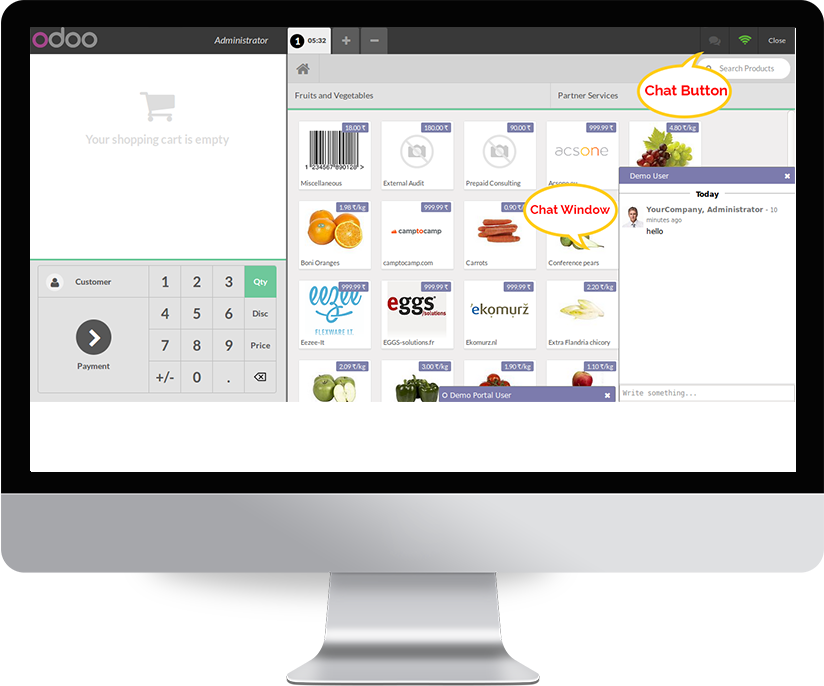 odoo
Administrator
1 05:32
+
−
Close
Search Products
Chat Button
Fruits and Vegetables
Partner Services
Your shopping cart is empty
18.00 ₹
1 234567 890128 >
Miscellaneous
180.00 ₹
External Audit
90.00 ₹
Prepaid Consulting
999.99 ₹
acsone
4.80 ₹/kg
Demo User
Today
YourCompany, Administrator - 10
minutes ago
hello
Chat Window
1.98 ₹/kg
Boni Oranges
999.99 ₹
camptocamp
camptocamp.com
Carrots
Conference pears
999.99 ₹
eezee
FLEXWARE IT.
Eezee-It
999.99 ₹
eggs
/solutions
EGGS-solutions.fr
999.99 ₹
ekomurz
Ekomurz.nl
2.20 ₹/kg
Extra Flandria chicory
2.09 ₹/kg
3.00 ₹/kg
1.90 ₹/kg
1.10 ₹/kg
Demo Portal User
Write something...
Customer
1 2 3 Qty
4 5 6 Disc
7 8 9 Price
+/- 0 .
Payment